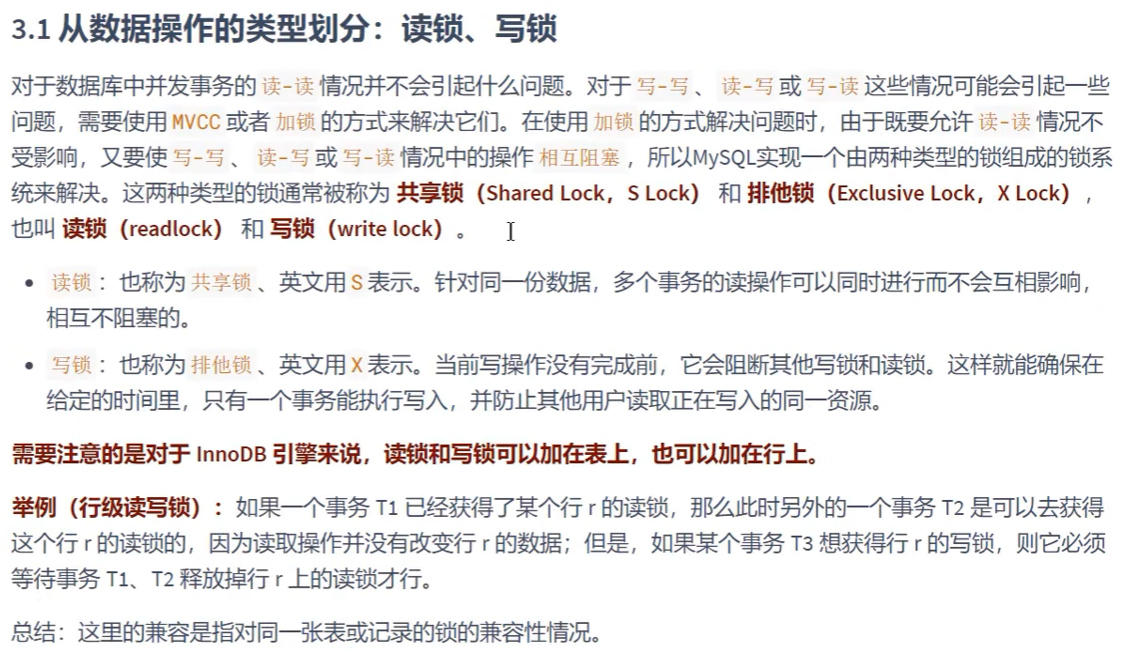 3.1 从数据操作的类型划分：读锁、写锁
对于数据库中并发事务的 读-读 情况并不会引起什么问题。对于 写-写 、 读-写 或 写-读 这些情况可能会引起一些
问题，需要使用 MVCC 或者 加锁 的方式来解决它们。在使用 加锁 的方式解决问题时，由于既要允许 读-读 情况不
受影响，又要使 写-写 、 读-写 或 写-读 情况中的操作 相互阻塞 ，所以MySQL实现一个由两种类型的锁组成的锁系
统来解决。这两种类型的锁通常被称为 共享锁（Shared Lock，S Lock） 和 排他锁（Exclusive Lock，X Lock） ，
也叫 读锁（readlock） 和 写锁（write lock） 。
• 读锁 ：也称为 共享锁 、英文用 S 表示。针对同一份数据，多个事务的读操作可以同时进行而不会互相影响，
相互不阻塞的。
• 写锁 ：也称为 排他锁 、英文用 X 表示。当前写操作没有完成前，它会阻断其他写锁和读锁。这样就能确保在
给定的时间里，只有一个事务能执行写入，并防止其他用户读取正在写入的同一资源。
需要注意的是对于 InnoDB 引擎来说，读锁和写锁可以加在表上，也可以加在行上。
举例（行级读写锁）：如果一个事务 T1 已经获得了某个行 r 的读锁，那么此时另外的一个事务 T2 是可以去获得
这个行 r 的读锁的，因为读取操作并没有改变行 r 的数据；但是，如果某个事务 T3 想获得行 r 的写锁，则它必须
等待事务 T1、T2 释放掉行 r 上的读锁才行。
总结：这里的兼容是指对同一张表或记录的锁的兼容性情况。